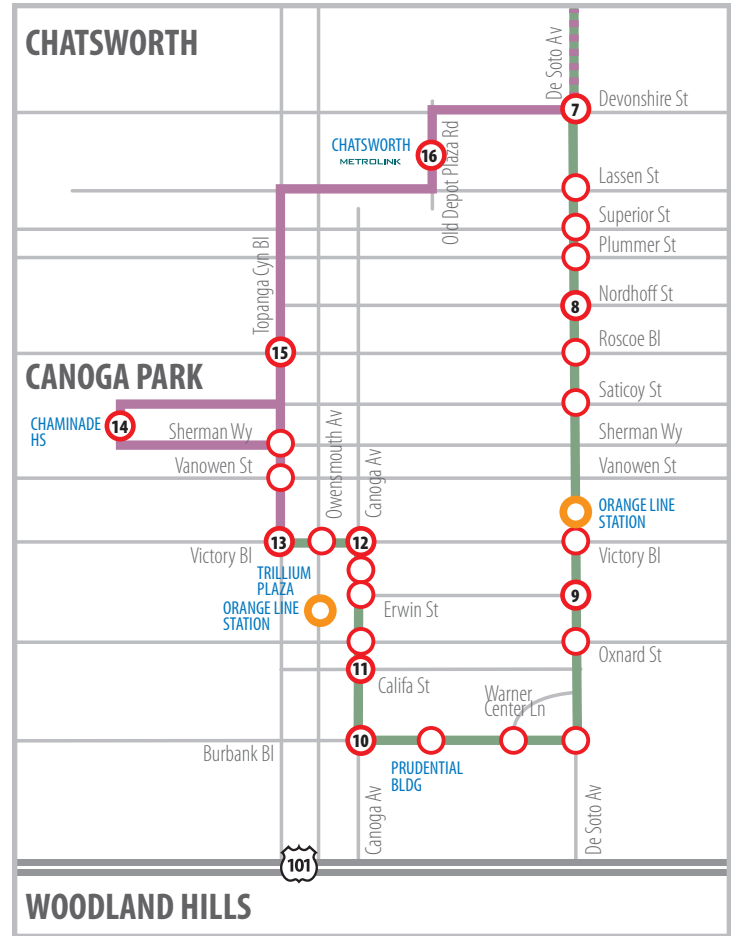 CHATSWORTH
De Soto Av
7
Devonshire St
CHATSWORTH
METROLINK
16
Old Depot Plaza Rd
Lassen St
Superior St
Plummer St
Topanga Cyn Bl
8
Nordhoff St
15
Roscoe Bl
CANOGA PARK
Saticoy St
CHAMINADE
HS
14
Sherman Wy
Sherman Wy
Vanowen St
Vanowen St
Owensmouth Av
Canoga Av
ORANGE LINE
STATION
13
12
Victory Bl
Victory Bl
TRILLIUM
PLAZA
ORANGE LINE
STATION
9
Erwin St
Oxnard St
11
Califa St
Warner
Center Ln
10
Burbank Bl
PRUDENTIAL
BLDG
Canoga Av
De Soto Av
101
WOODLAND HILLS